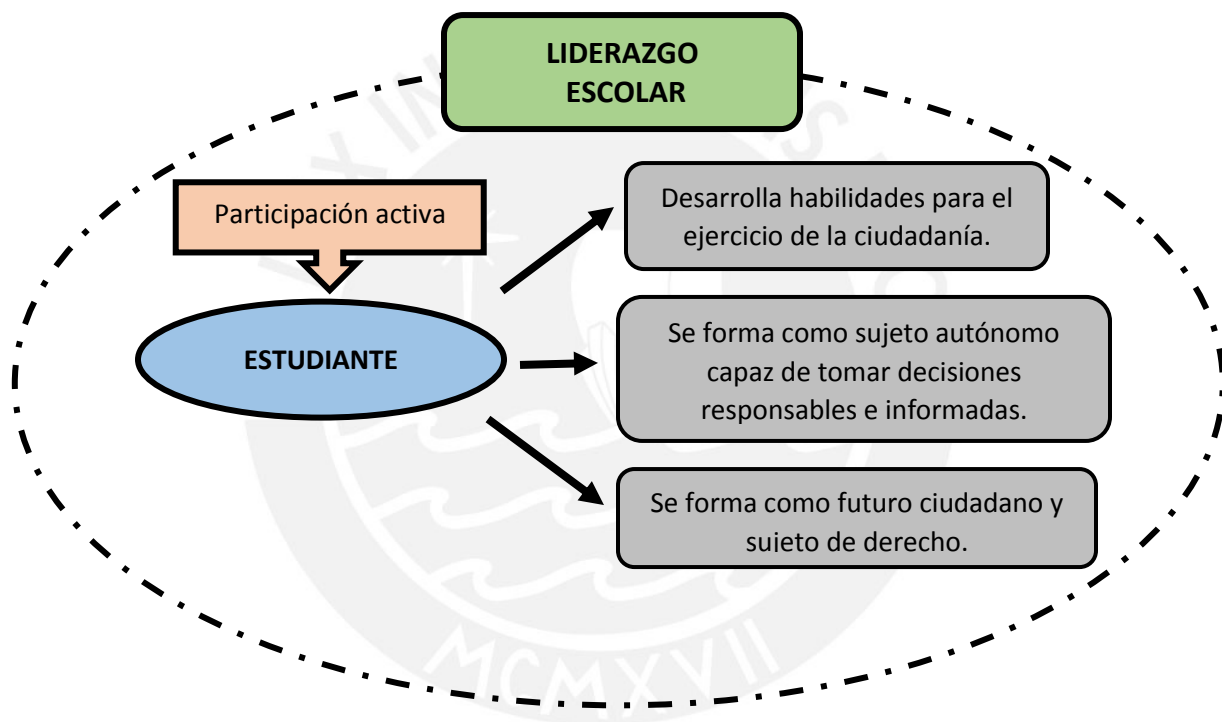 LIDERAZGO
ESCOLAR
Participación activa
ESTUDIANTE
Desarrolla habilidades para el
ejercicio de la ciudadanía.
Se forma como sujeto autónomo
capaz de tomar decisiones
responsables e informadas.
Se forma como futuro ciudadano y
sujeto de derecho.
MCMXVII